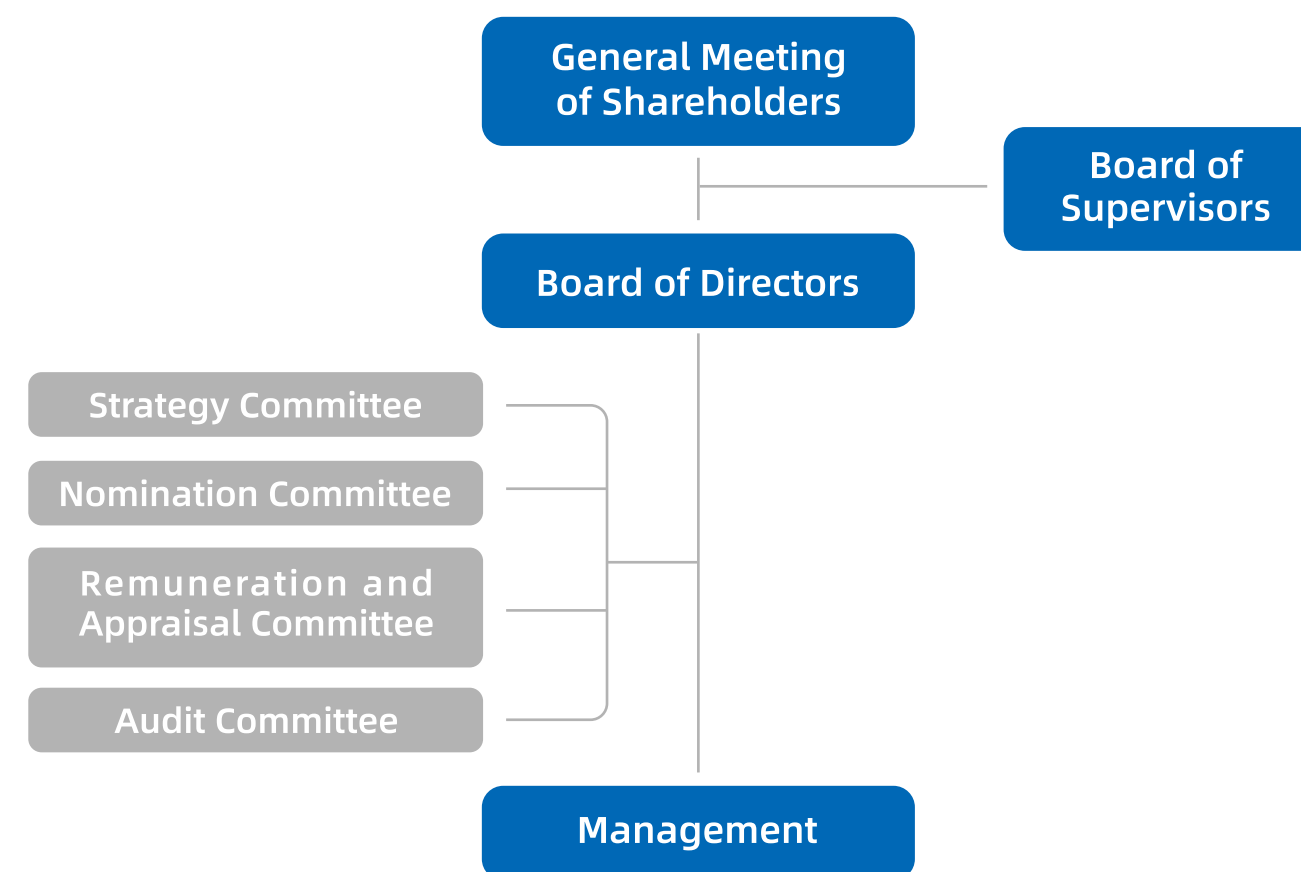 General Meeting
of Shareholders
Board of
Supervisors
Board of Directors
Strategy Committee
Nomination Committee
Remuneration and
Appraisal Committee
Audit Committee
Management